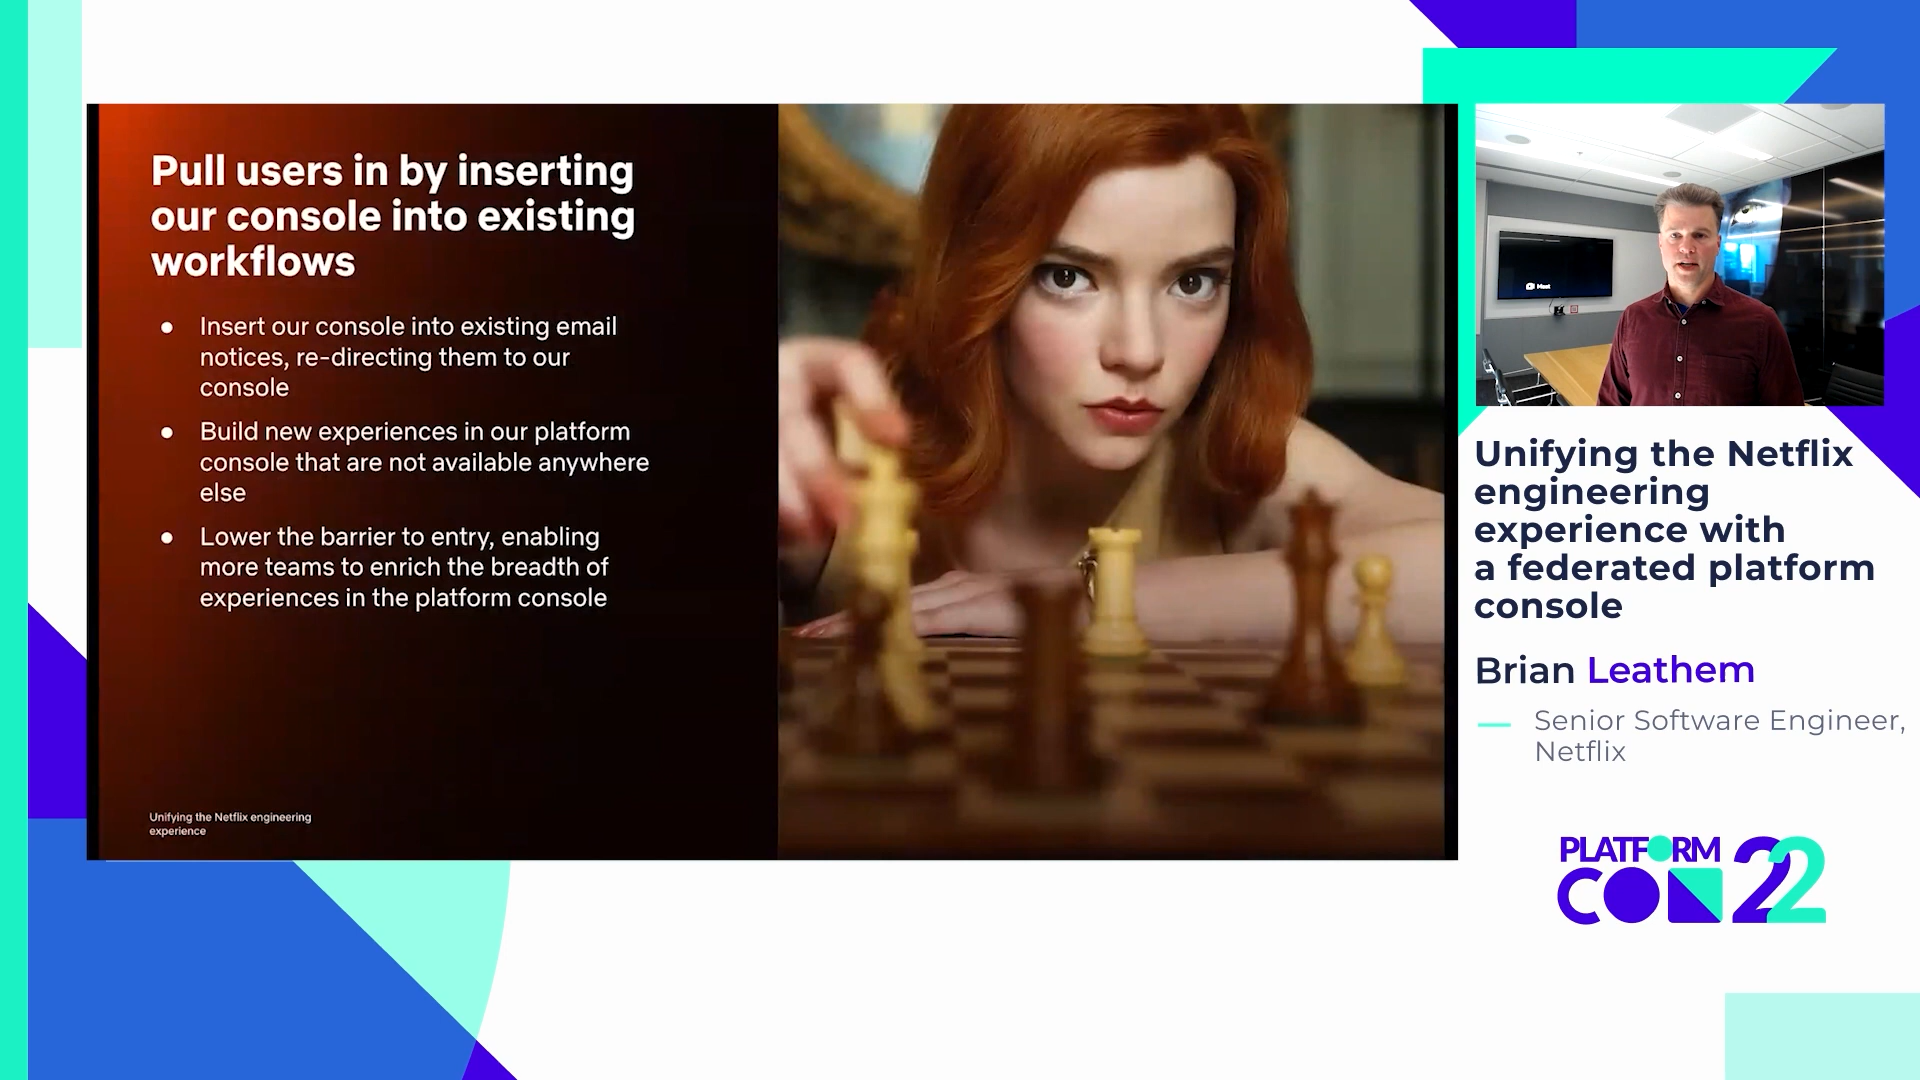 Pull users in by inserting
our console into existing
workflows
● Insert our console into existing email
notices, re-directing them to our
console
● Build new experiences in our platform
console that are not available anywhere
else
● Lower the barrier to entry, enabling
more teams to enrich the breadth of
experiences in the platform console
Unifying the Netflix engineering
experience
Meet
Unifying the Netflix
engineering
experience with
a federated platform
console
Brian Leathem
Senior Software Engineer,
Netflix
PLATFORM
CON 22